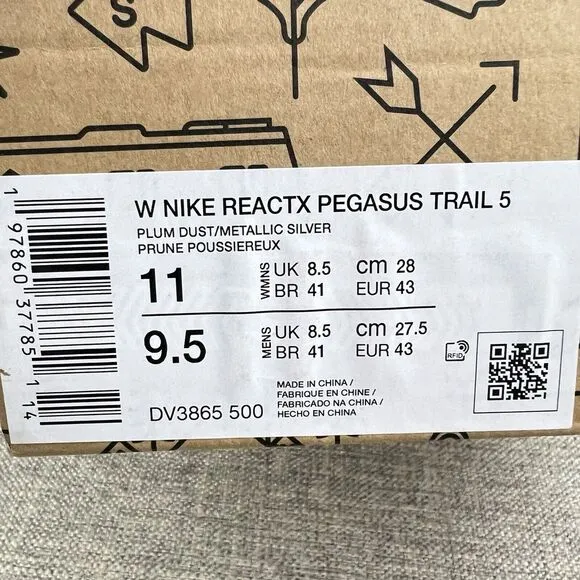 S
W NIKE REACTX PEGASUS TRAIL 5
PLUM DUST/METALLIC SILVER
PRUNE POUSSIEREUX
11 WMNS UK 8.5 cm 28
BR 41 EUR 43
9.5 MENS UK 8.5 cm 27.5
BR 41 EUR 43
RFID
DV3865 500
MADE IN CHINA /
FABRIQUE EN CHINE /
FABRICADO NA CHINA /
HECHO EN CHINA
1 97860 37785 1 14